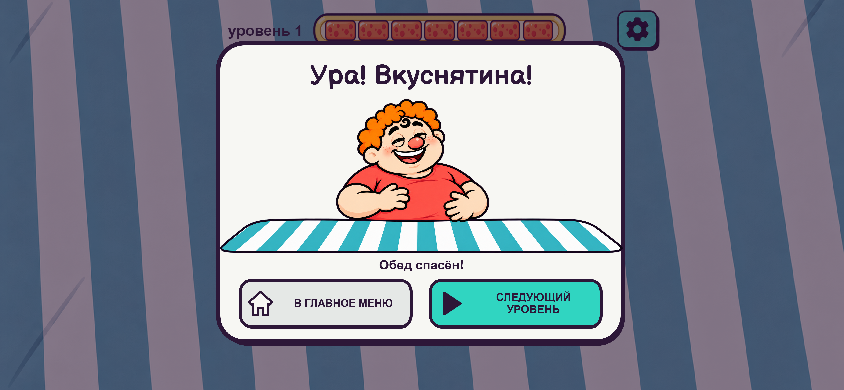 уровень 1
Ура! Вкуснятина!
Обед спасён!
В ГЛАВНОЕ МЕНЮ
СЛЕДУЮЩИЙ
УРОВЕНЬ